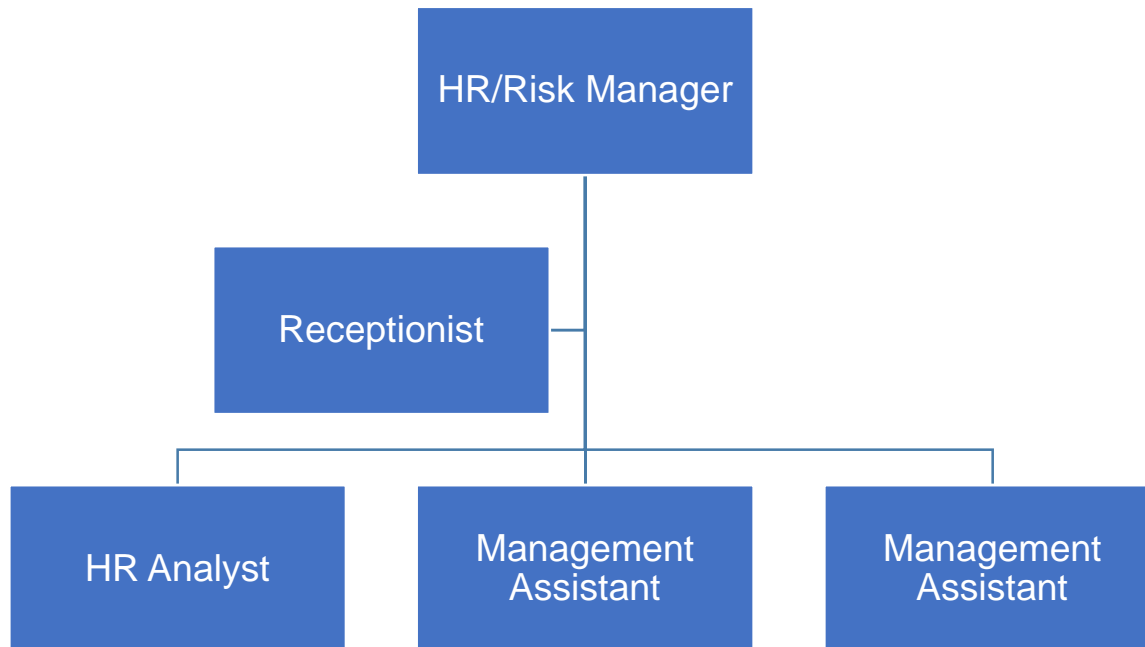 HR/Risk Manager
Receptionist
HR Analyst
Management
Assistant
Management
Assistant